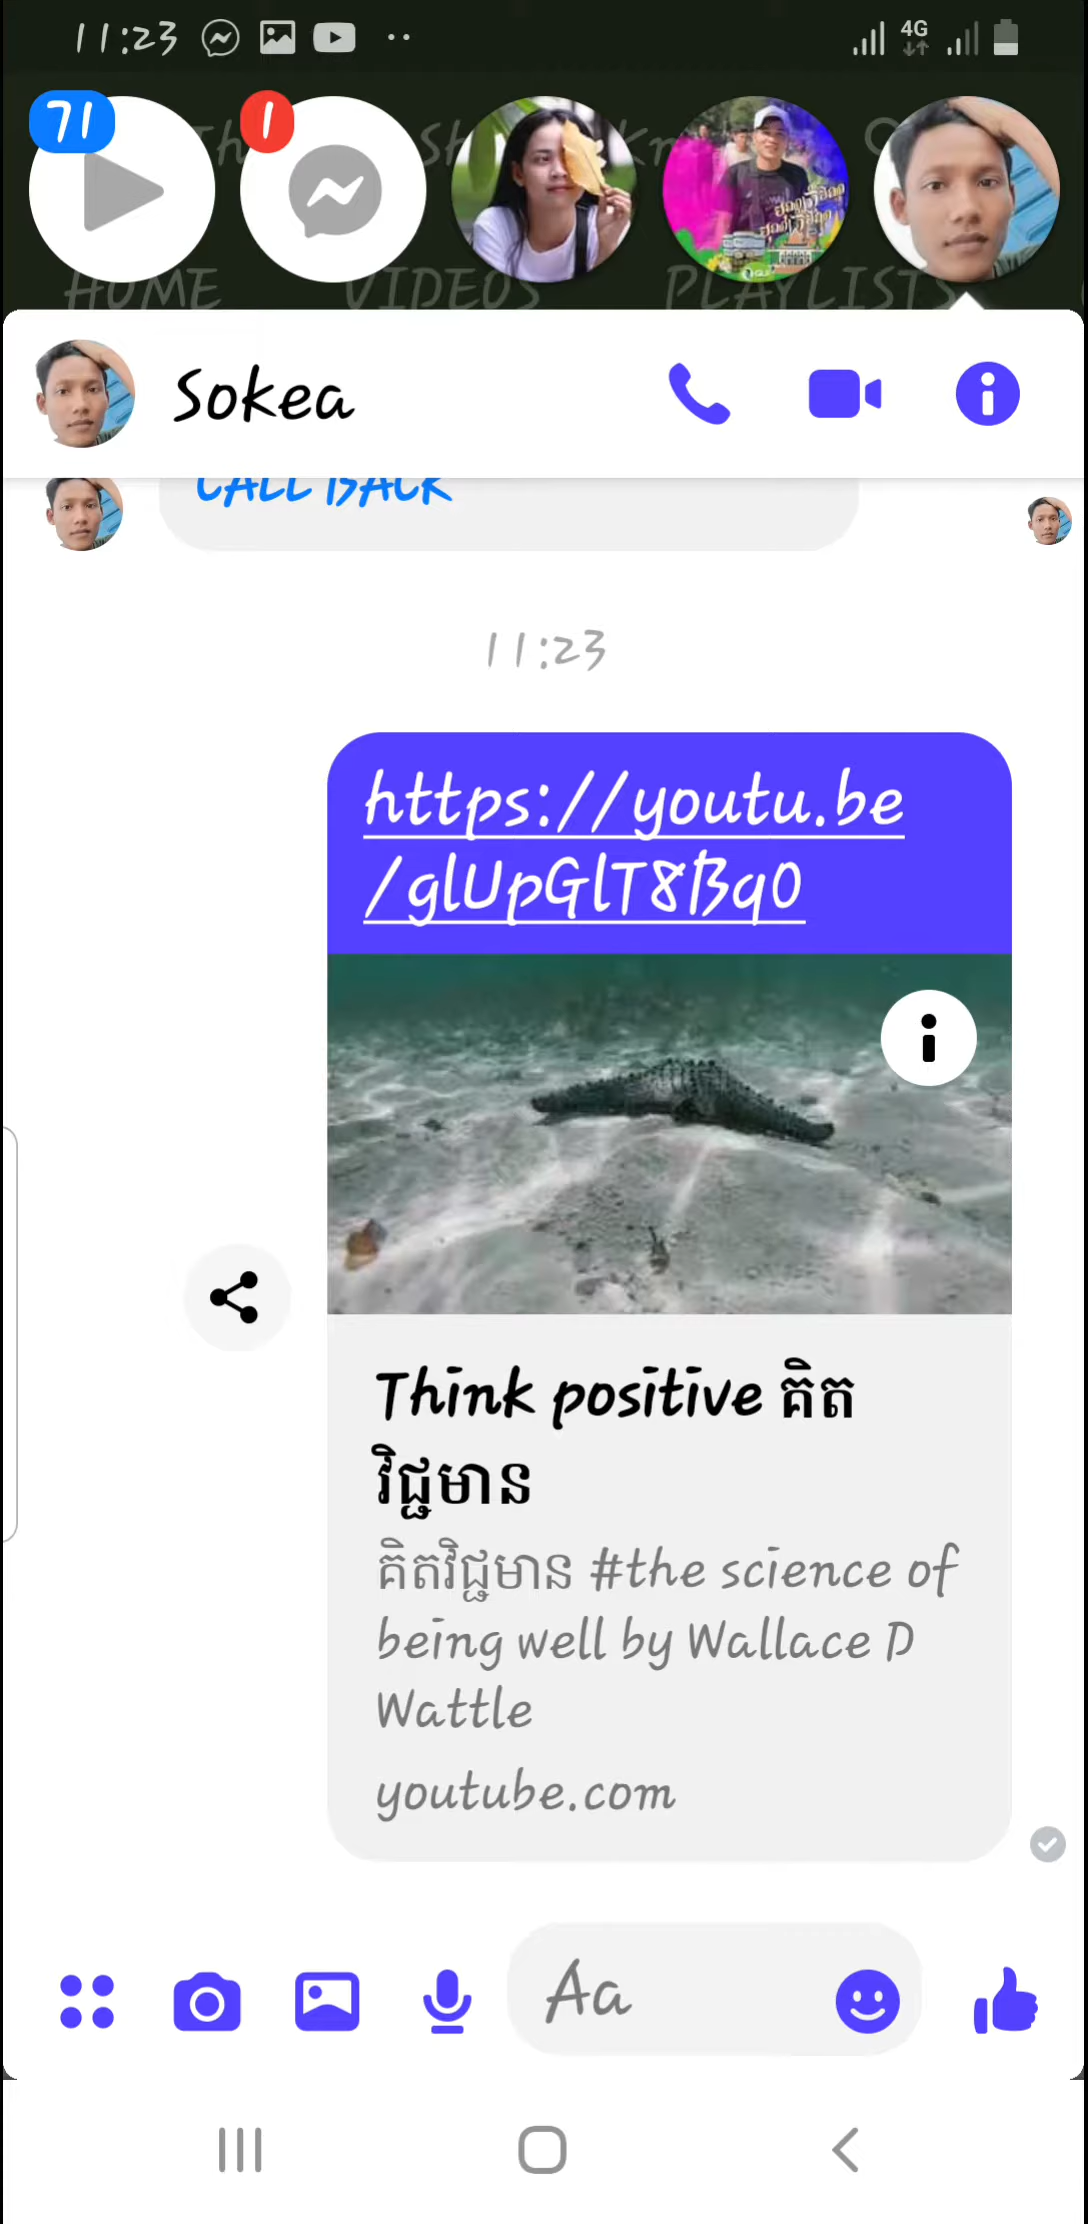 11:23
4G
71
1
HOME VIDEOS PLAYLISTS
Sokea
CALL BACK
11:23
https://youtu.be
/glUpGlT8Bq0
Think positive គិត
វិជ្ជមាន
គិតវិជ្ជមាន #the science of
being well by Wallace D
Wattle
youtube.com
Aa